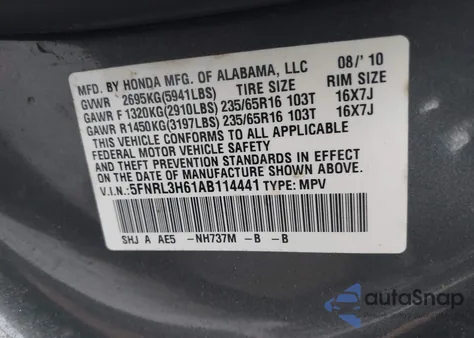 MFD. BY HONDA MFG. OF ALABAMA, LLC 08/'10
GVWR 2695KG(5941LBS) TIRE SIZE RIM SIZE
GAWR F 1320KG(2910LBS) 235/65R16 103T 16X7J
GAWR R 1450KG(3197LBS) 235/65R16 103T 16X7J
THIS VEHICLE CONFORMS TO ALL APPLICABLE
FEDERAL MOTOR VEHICLE SAFETY AND
THEFT PREVENTION STANDARDS IN EFFECT ON
THE DATE OF MANUFACTURE SHOWN ABOVE.
V.I.N.: 5FNRL3H61AB114441 TYPE: MPV
SHJ A AE5 -NH737M -B -B
autoSnap